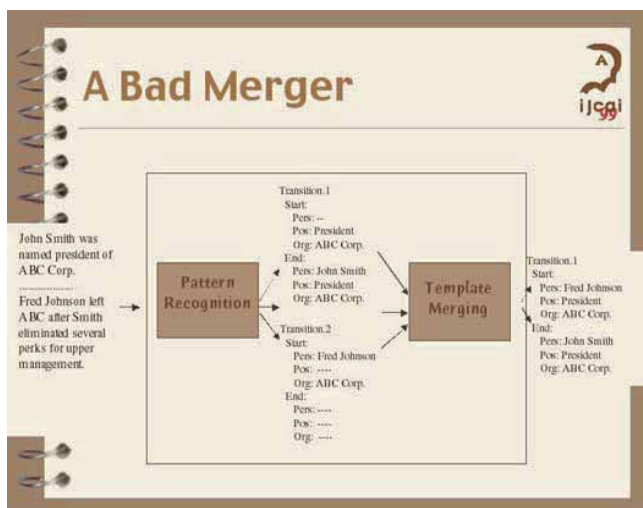 A Bad Merger
A
ijcai
99
John Smith was
named president of
ABC Corp.
----------------
Fred Johnson left
ABC after Smith
eliminated several
perks for upper
management.
Pattern
Recognition
Transition.1
Start:
Pers: --
Pos: President
Org: ABC Corp.
End:
Pers: John Smith
Pos: President
Org: ABC Corp.
Transition.2
Start:
Pers: Fred Johnson
Pos: ----
Org: ABC Corp.
End:
Pers: ----
Pos: ----
Org: ----
Template
Merging
Transition.1
Start:
Pers: Fred Johnson
Pos: President
Org: ABC Corp.
End:
Pers: John Smith
Pos: President
Org: ABC Corp.